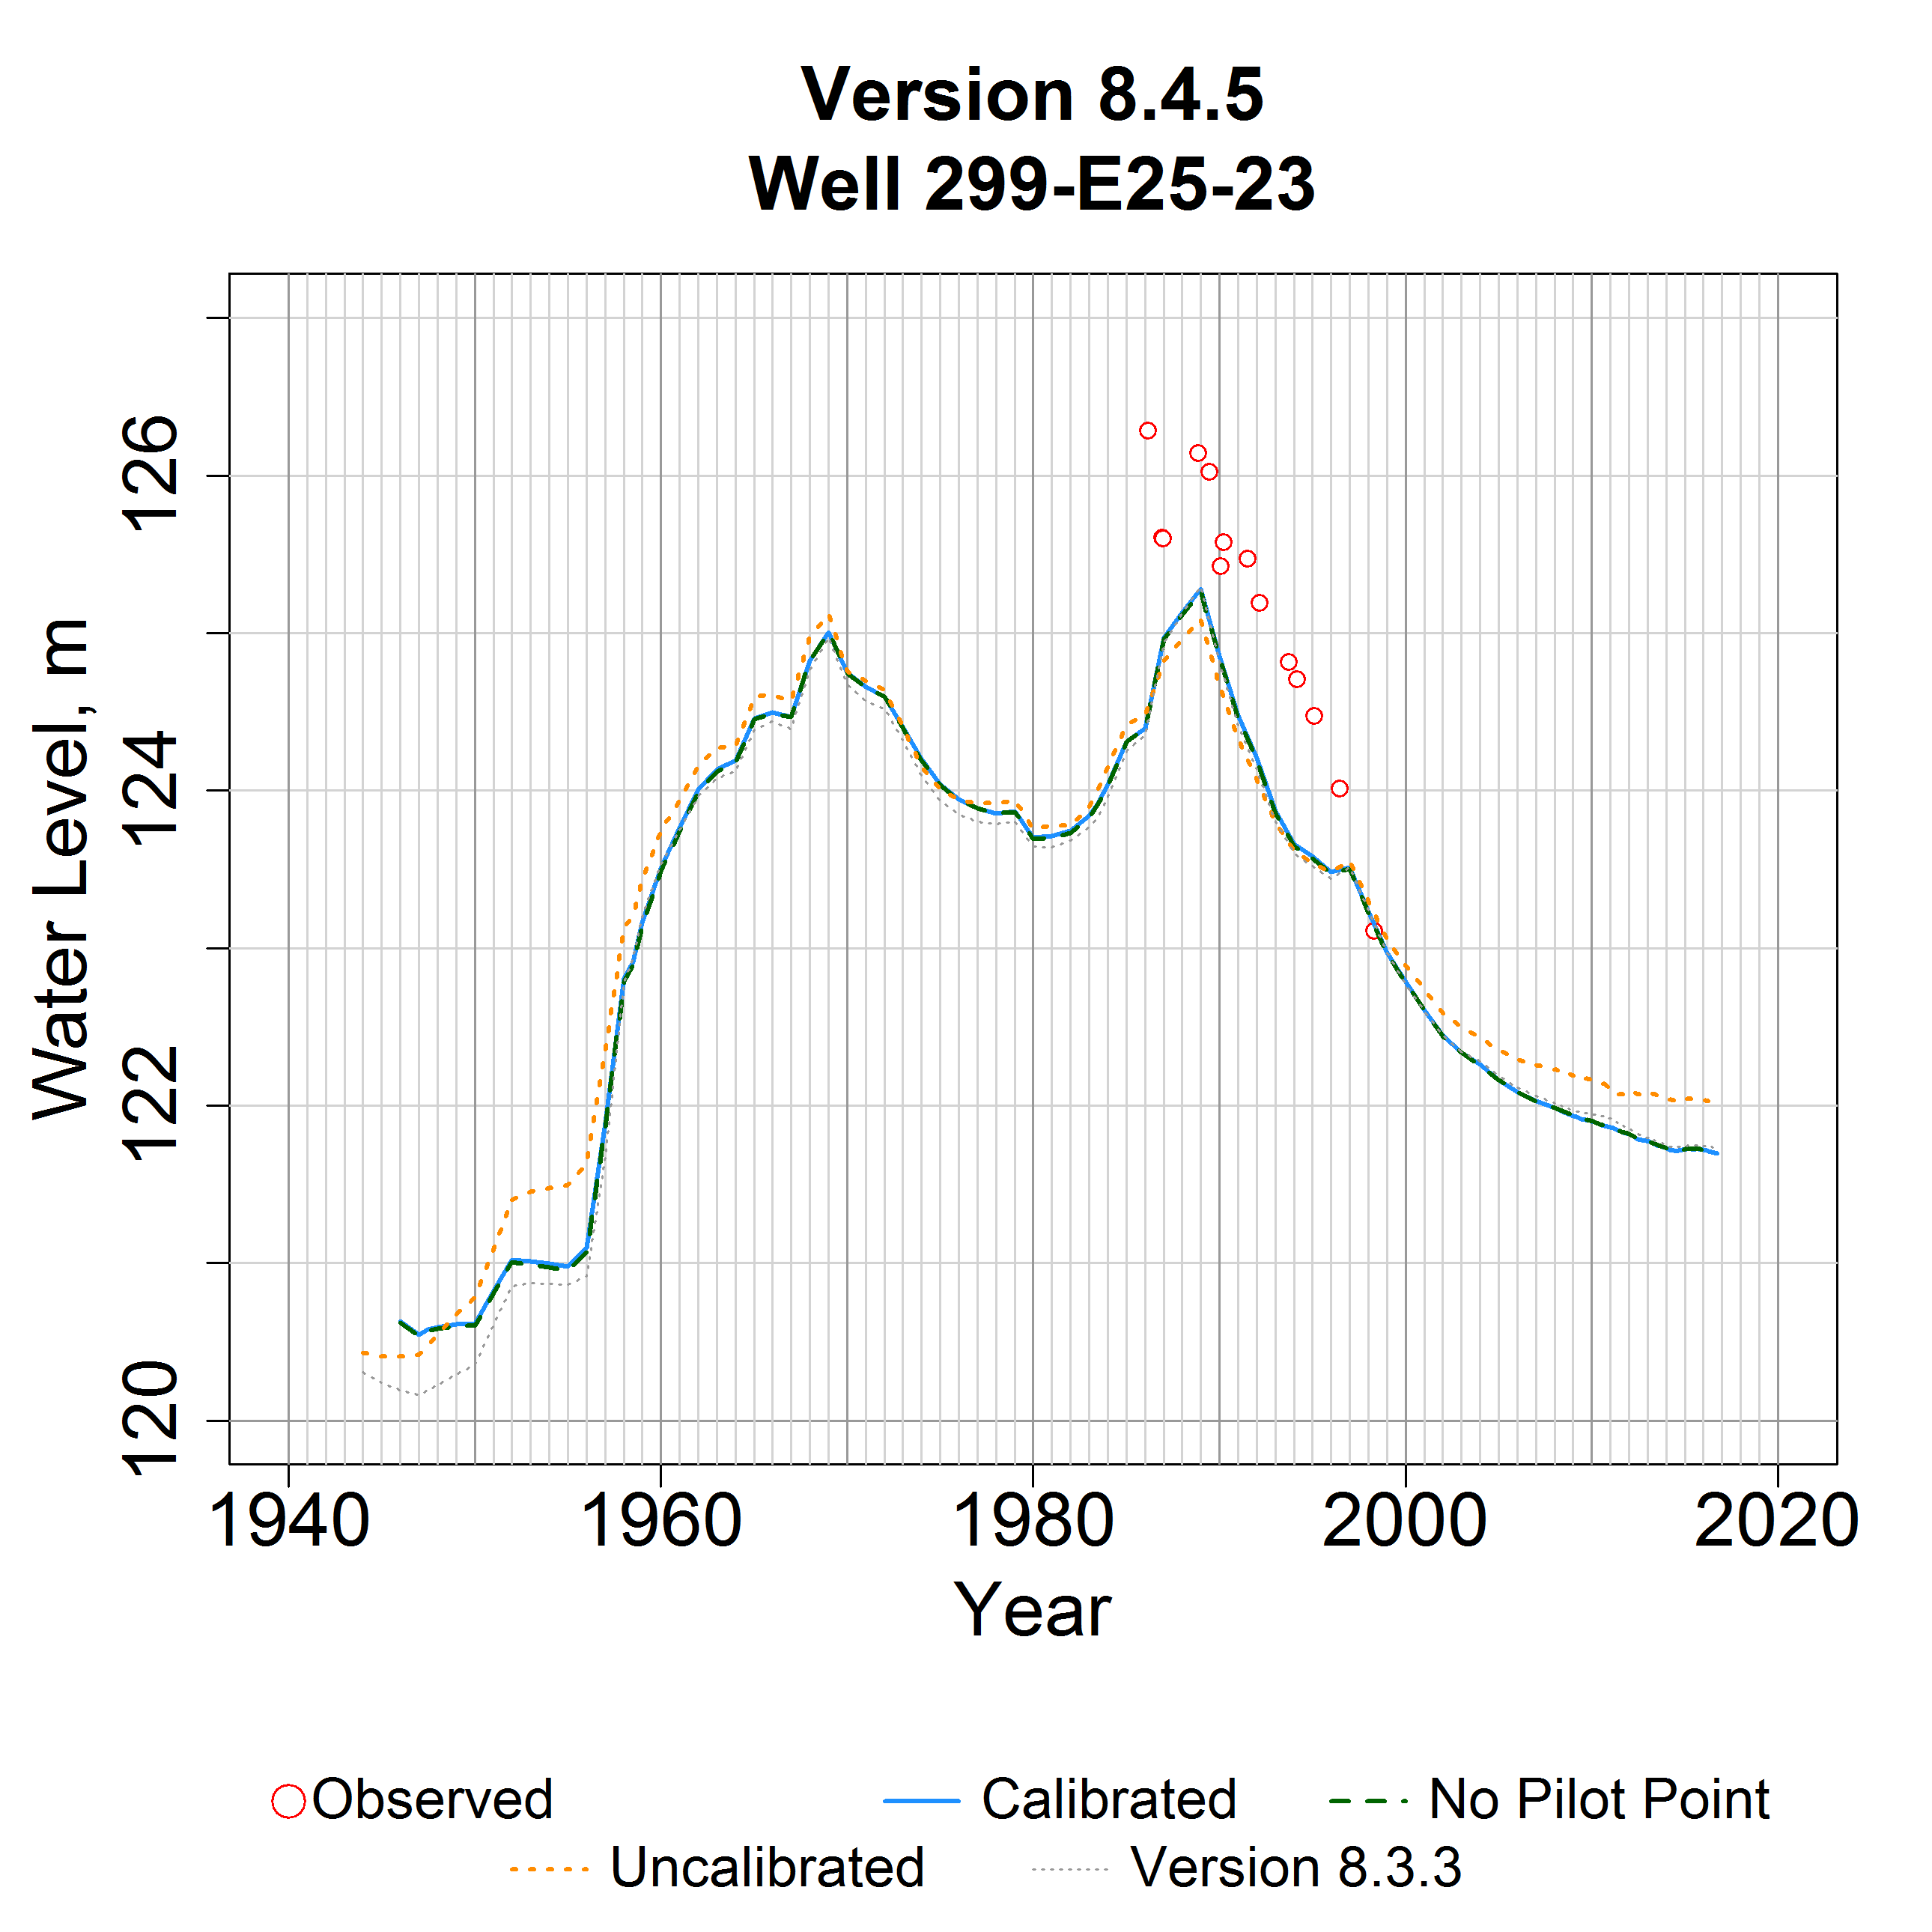 Version 8.4.5
Well 299-E25-23
Water Level, m
126
124
122
120
1940 1960 1980 2000 2020
Year
Observed Calibrated No Pilot Point
Uncalibrated Version 8.3.3